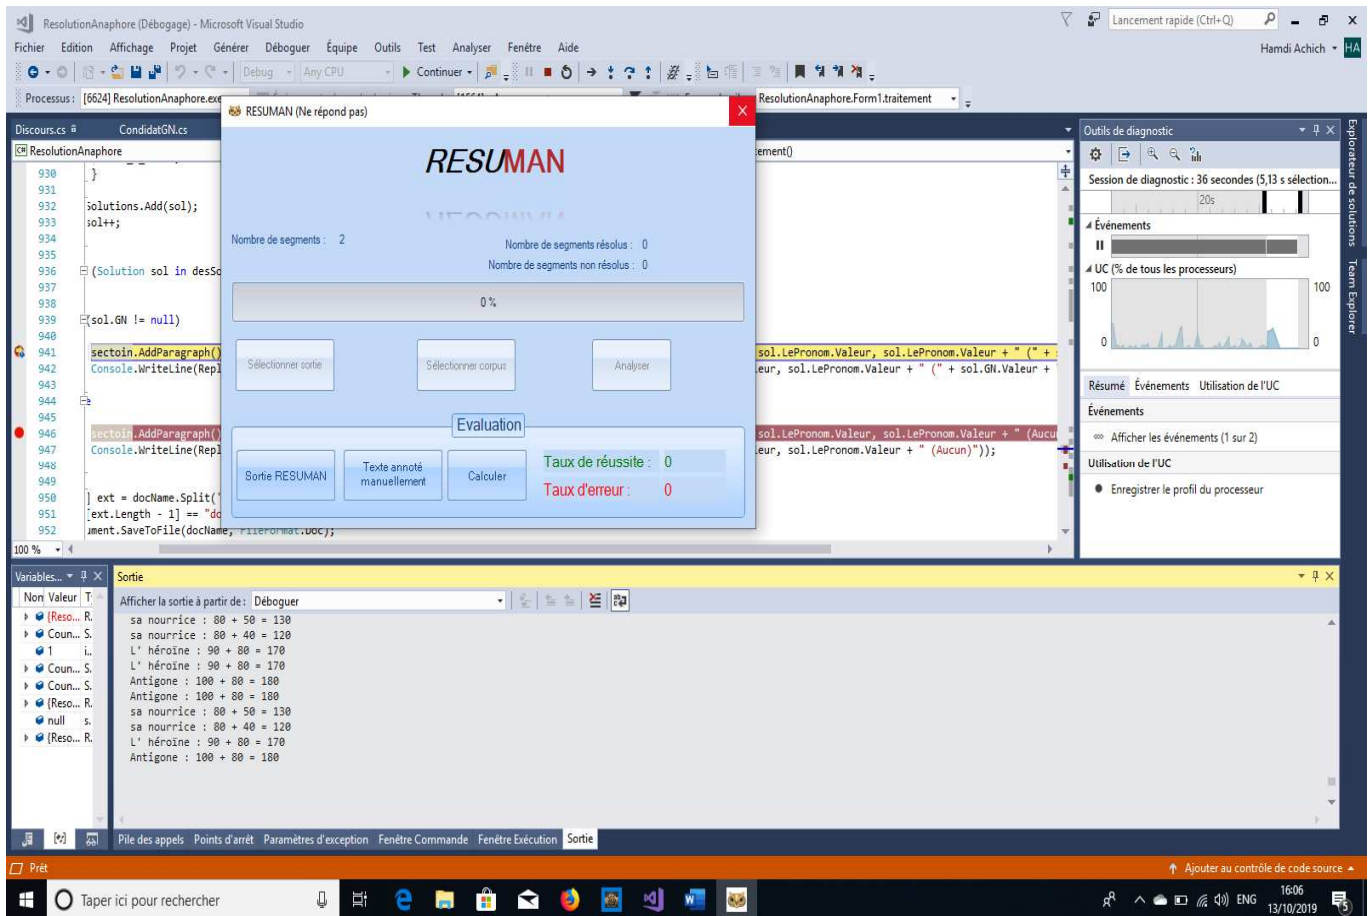 ResolutionAnaphore (Débogage) - Microsoft Visual Studio
Lancement rapide (Ctrl+Q)
Fichier Edition Affichage Projet Générer Déboguer Équipe Outils Test Analyser Fenêtre Aide
Hamdi Achich HA
Debug Any CPU Continuer
Processus : [6624] ResolutionAnaphore.exe
ResolutionAnaphore.Form1.traitement
RESUMAN (Ne répond pas)
Discours.cs CondidatGN.cs
ResolutionAnaphore
ement()
RESUMAN
Nombre de segments : 2
Nombre de segments résolus : 0
Nombre de segments non résolus : 0
0 %
Sélectionner sortie
Sélectionner corpus
Analyser
Evaluation
Sortie RESUMAN
Texte annoté manuellement
Calculer
Taux de réussite : 0
Taux d'erreur : 0
930 }
931
932 Solutions.Add(sol);
933 sol++;
934
935
936 (Solution sol in desSo
937
938
939 (sol.GN != null)
940
941 sectoin.AddParagraph() sol.LePronom.Valeur, sol.LePronom.Valeur + " (" +
942 Console.WriteLine(Repl eur, sol.LePronom.Valeur + " (" + sol.GN.Valeur +
943
944 e
945
946 sectoin.AddParagraph() sol.LePronom.Valeur, sol.LePronom.Valeur + " (Aucu
947 Console.WriteLine(Repl eur, sol.LePronom.Valeur + " (Aucun)"));
948
949
950 ] ext = docName.Split('
951 [ext.Length - 1] == "do
952 ument.SaveToFile(docName, FileFormat.Doc);
100 %
Outils de diagnostic
Session de diagnostic : 36 secondes (5,13 s sélection...
20s
Événements
UC (% de tous les processeurs)
100 100
0 0
Résumé Événements Utilisation de l'UC
Événements
Afficher les événements (1 sur 2)
Utilisation de l'UC
Enregistrer le profil du processeur
Explorateur de solutions
Team Explorer
Variables...
Non Valeur T
{Reso... R.
Coun... S.
1 i..
Coun... S.
Coun... S.
{Reso... R.
null s.
{Reso... R.
Sortie
Afficher la sortie à partir de : Déboguer
sa nourrice : 80 + 50 = 130
sa nourrice : 80 + 40 = 120
L' héroïne : 90 + 80 = 170
L' héroïne : 90 + 80 = 170
Antigone : 100 + 80 = 180
Antigone : 100 + 80 = 180
sa nourrice : 80 + 50 = 130
sa nourrice : 80 + 40 = 120
L' héroïne : 90 + 80 = 170
Antigone : 100 + 80 = 180
Pile des appels Points d'arrêt Paramètres d'exception Fenêtre Commande Fenêtre Exécution Sortie
Prêt
Ajouter au contrôle de code source
Taper ici pour rechercher
ENG
16:06
13/10/2019
5